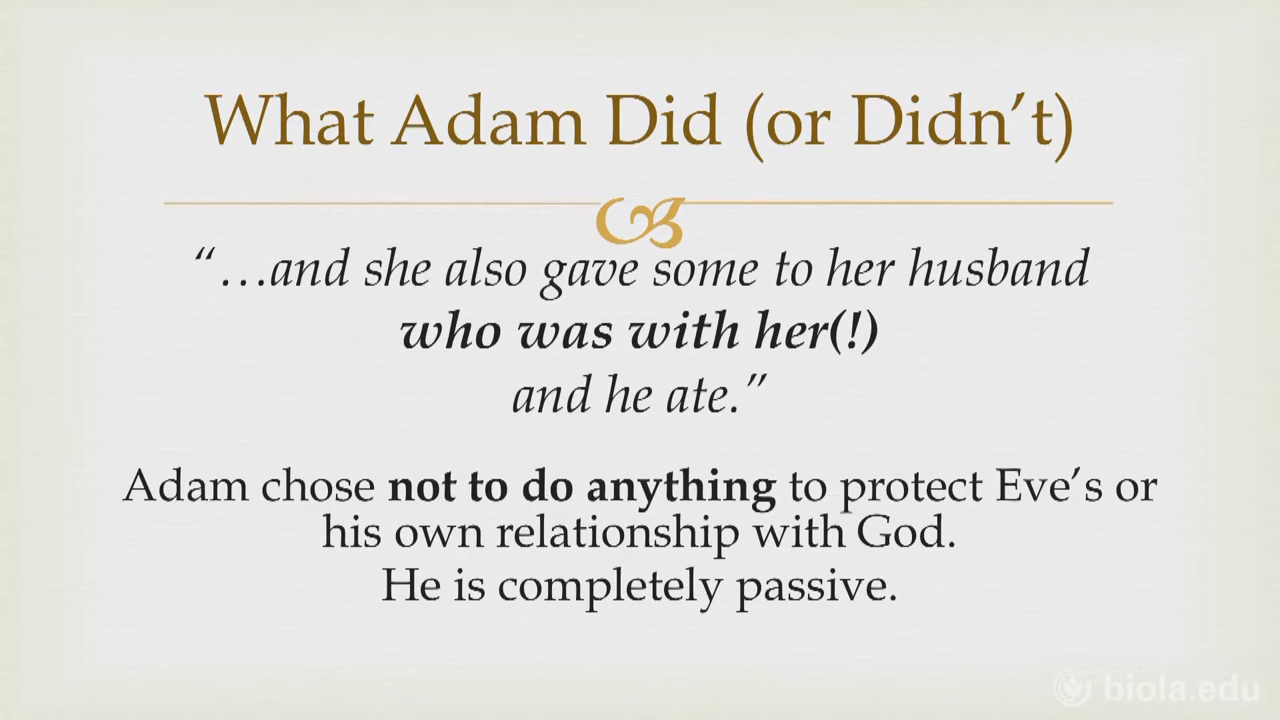 What Adam Did (or Didn’t)
“…and she also gave some to her husband
who was with her(!)
and he ate.”
Adam chose not to do anything to protect Eve’s or
his own relationship with God.
He is completely passive.
biola.edu